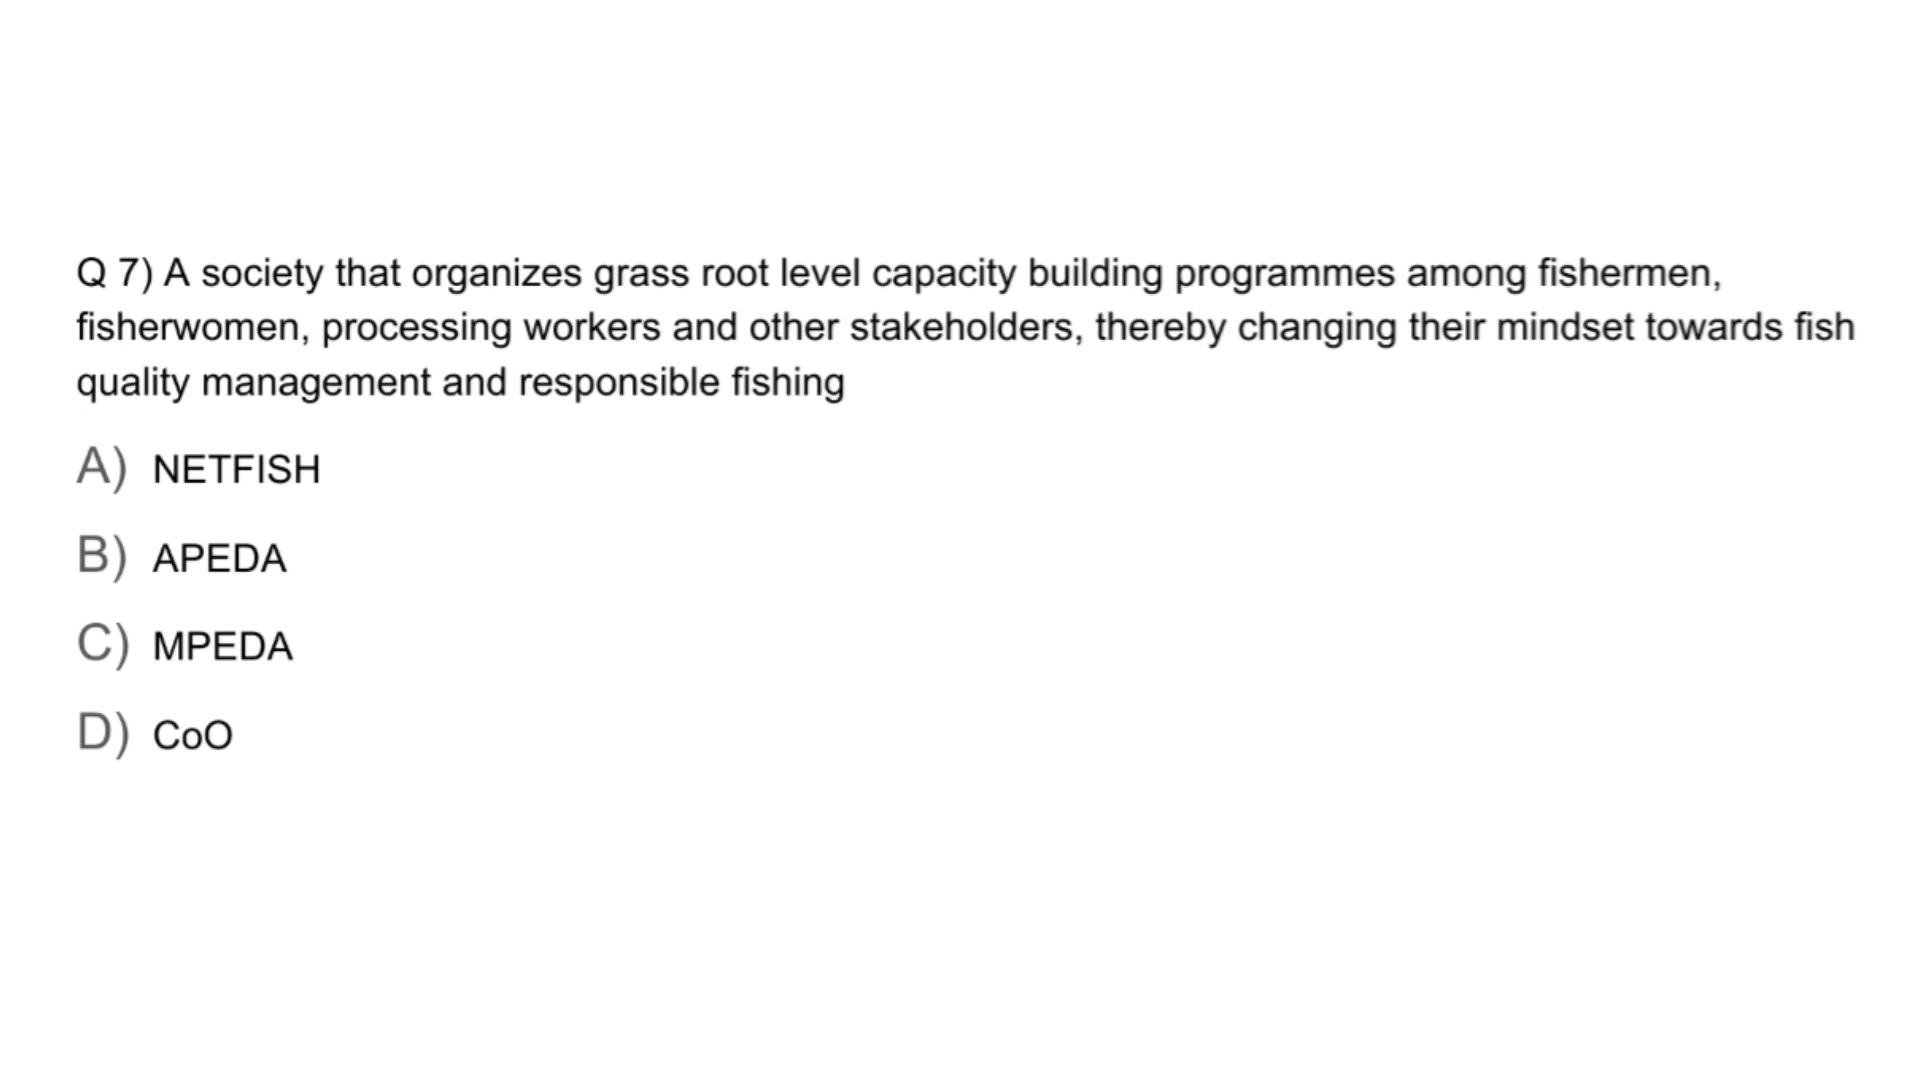 Q 7) A society that organizes grass root level capacity building programmes among fishermen,
fisherwomen, processing workers and other stakeholders, thereby changing their mindset towards fish
quality management and responsible fishing
A) NETFISH
B) APEDA
C) MPEDA
D) CoO